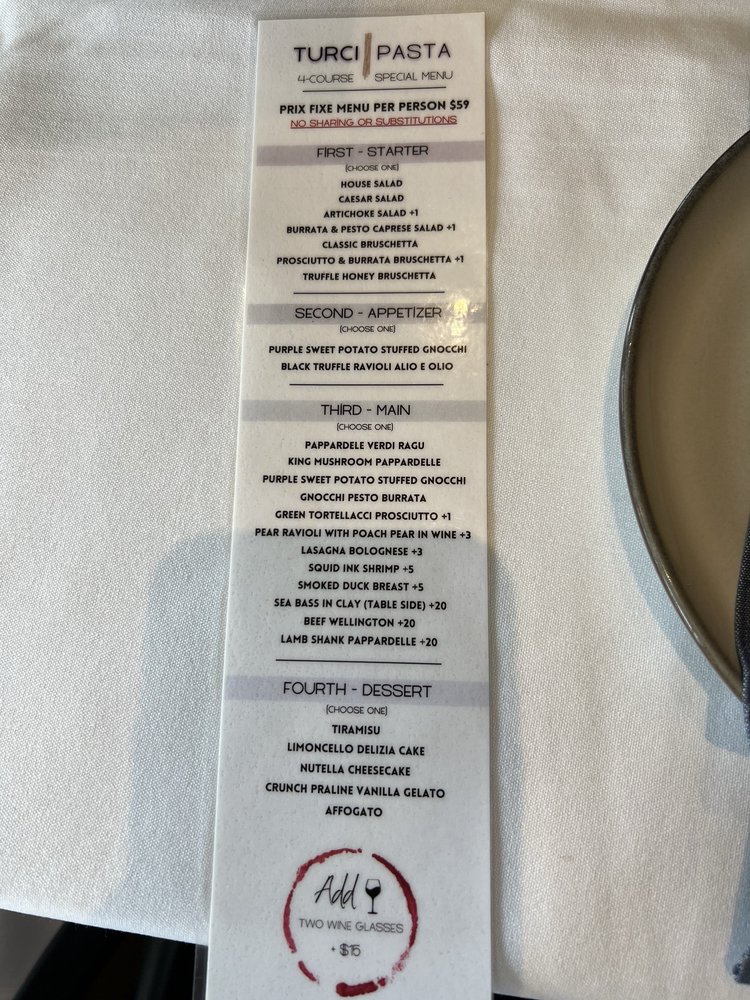 TURCI PASTA
4-COURSE SPECIAL MENU
PRIX FIXE MENU PER PERSON $59
NO SHARING OR SUBSTITUTIONS
FIRST - STARTER
(CHOOSE ONE)
HOUSE SALAD
CAESAR SALAD
ARTICHOKE SALAD +1
BURRATA & PESTO CAPRESE SALAD +1
CLASSIC BRUSCHETTA
PROSCIUTTO & BURRATA BRUSCHETTA +1
TRUFFLE HONEY BRUSCHETTA
SECOND - APPETIZER
(CHOOSE ONE)
PURPLE SWEET POTATO STUFFED GNOCCHI
BLACK TRUFFLE RAVIOLI ALIO E OLIO
THIRD - MAIN
(CHOOSE ONE)
PAPPARDELE VERDI RAGU
KING MUSHROOM PAPPARDELLE
PURPLE SWEET POTATO STUFFED GNOCCHI
GNOCCHI PESTO BURRATA
GREEN TORTELLACCI PROSCIUTTO +1
PEAR RAVIOLI WITH POACH PEAR IN WINE +3
LASAGNA BOLOGNESE +3
SQUID INK SHRIMP +5
SMOKED DUCK BREAST +5
SEA BASS IN CLAY (TABLE SIDE) +20
BEEF WELLINGTON +20
LAMB SHANK PAPPARDELLE +20
FOURTH - DESSERT
(CHOOSE ONE)
TIRAMISU
LIMONCELLO DELIZIA CAKE
NUTELLA CHEESECAKE
CRUNCH PRALINE VANILLA GELATO
AFFOGATO
Add
TWO WINE GLASSES
+ $15